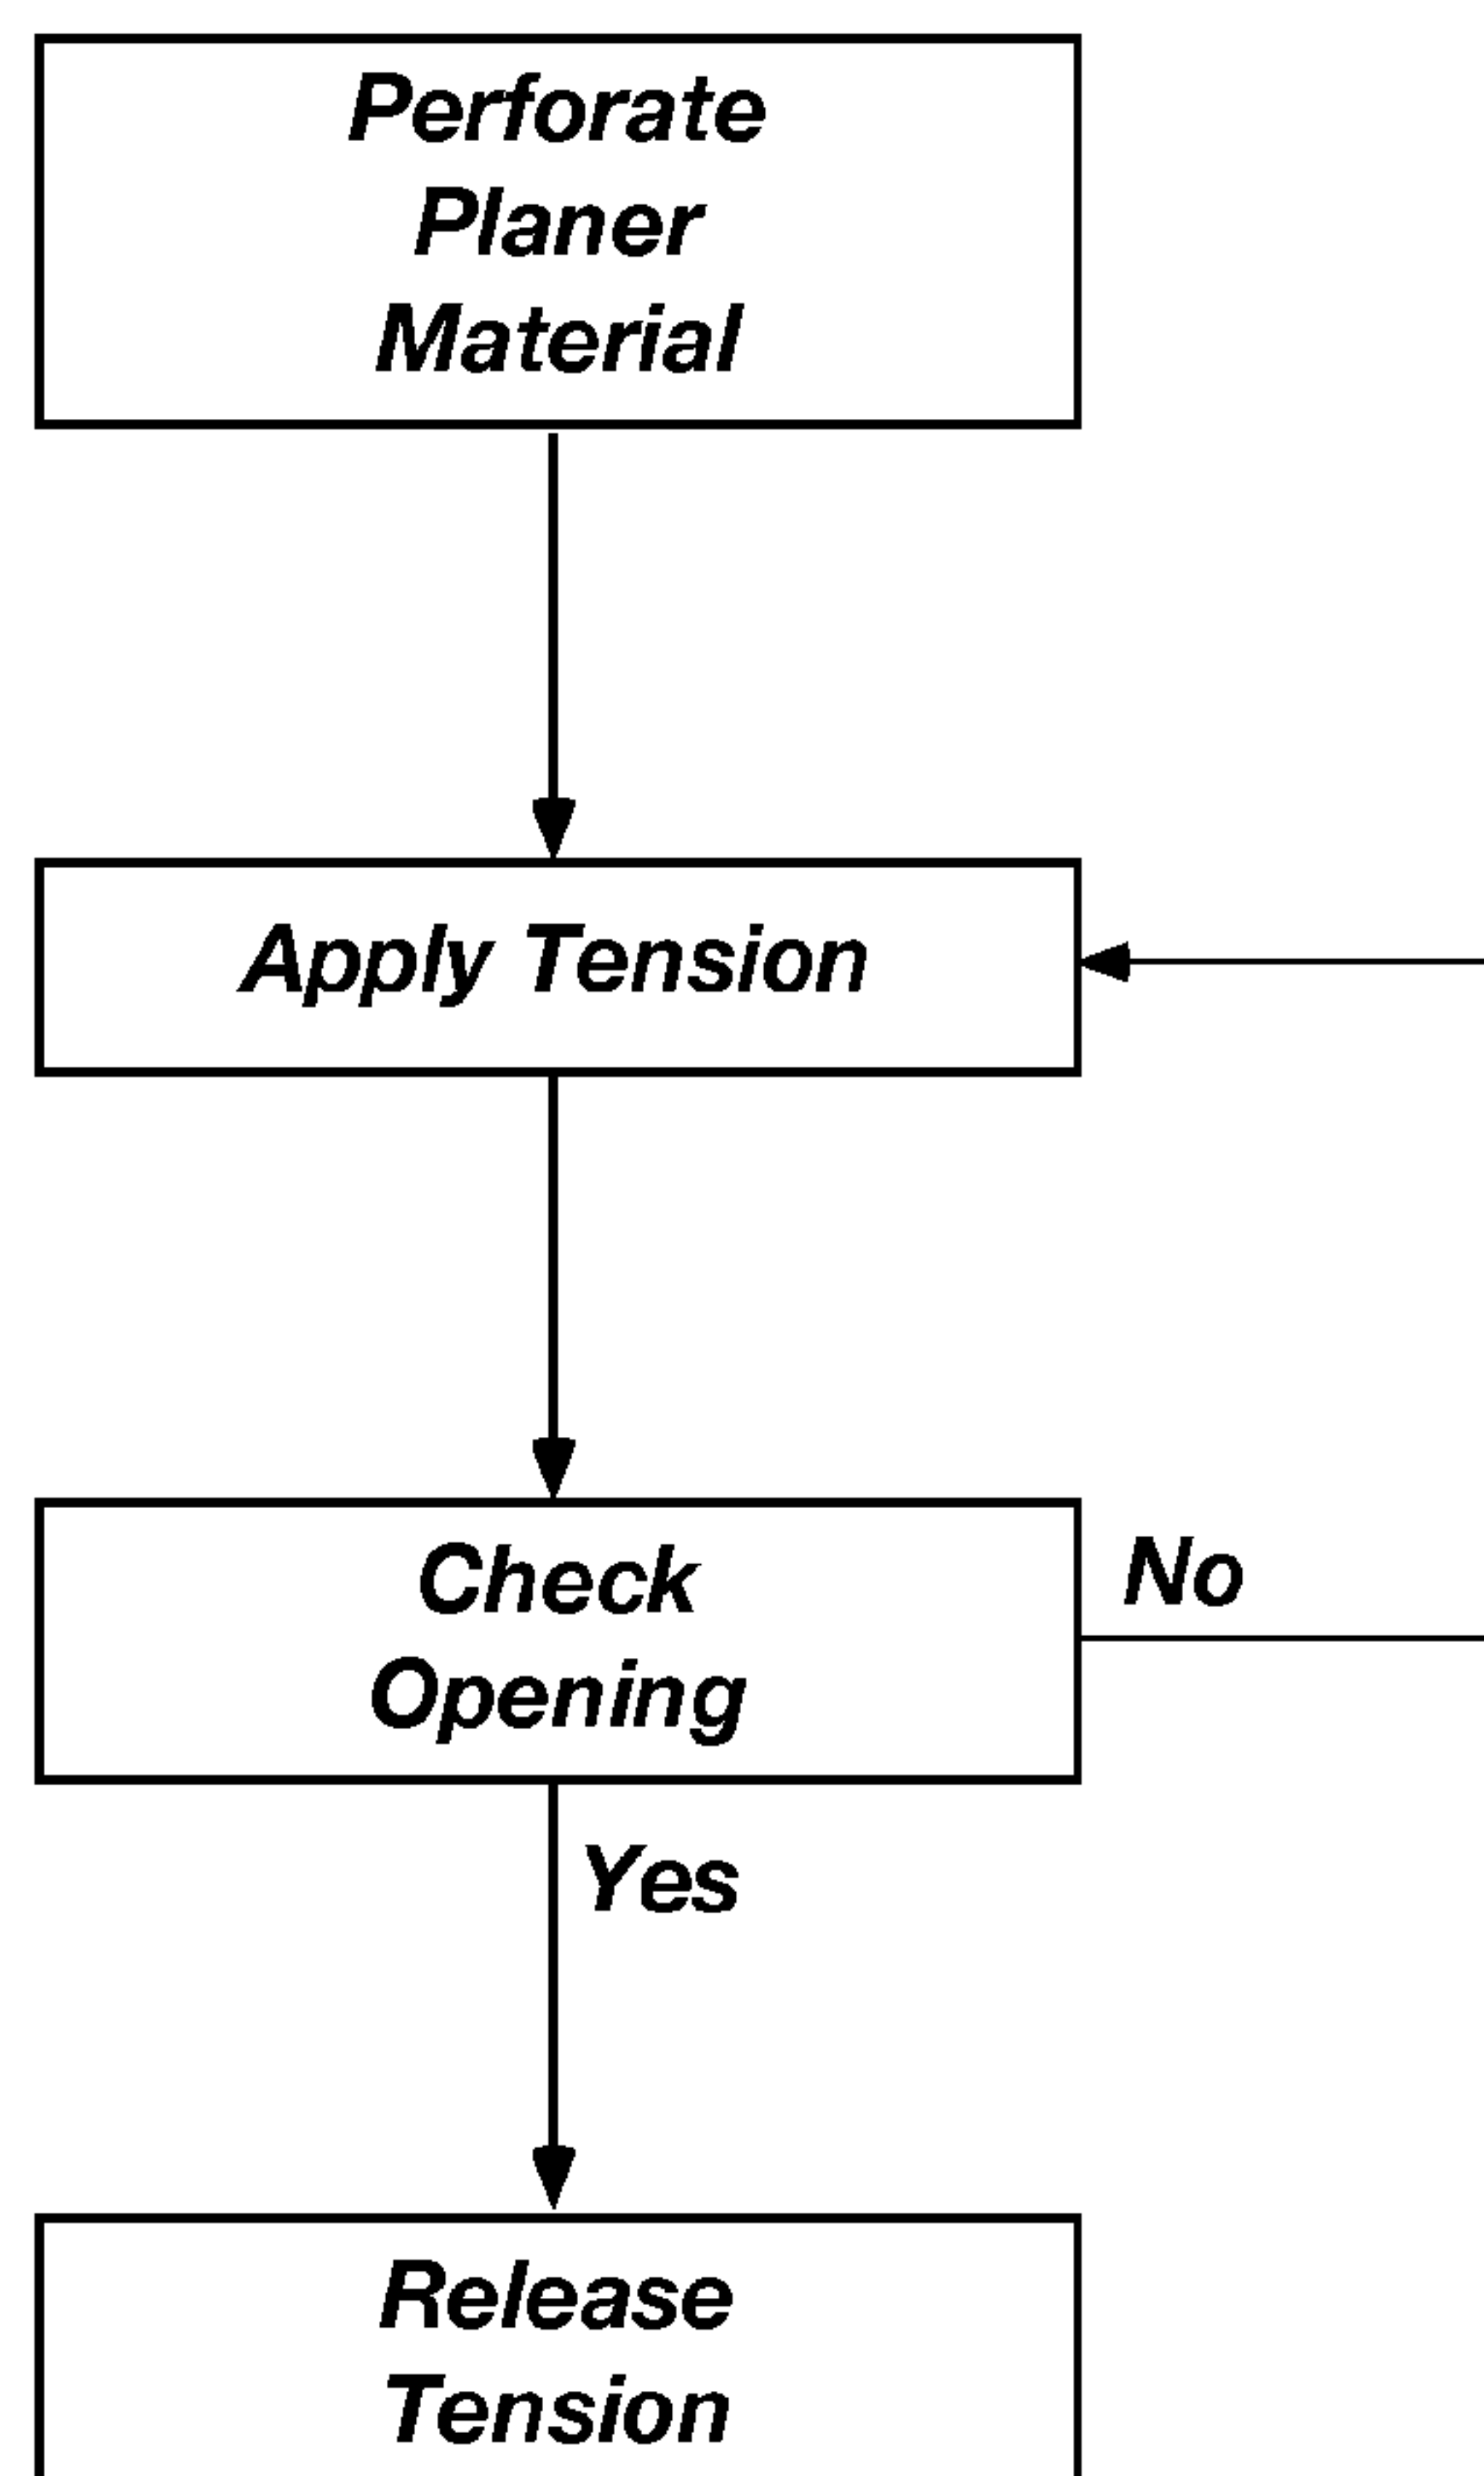 Perforate
Planer
Material
Apply Tension
Check
Opening
No
Yes
Release
Tension